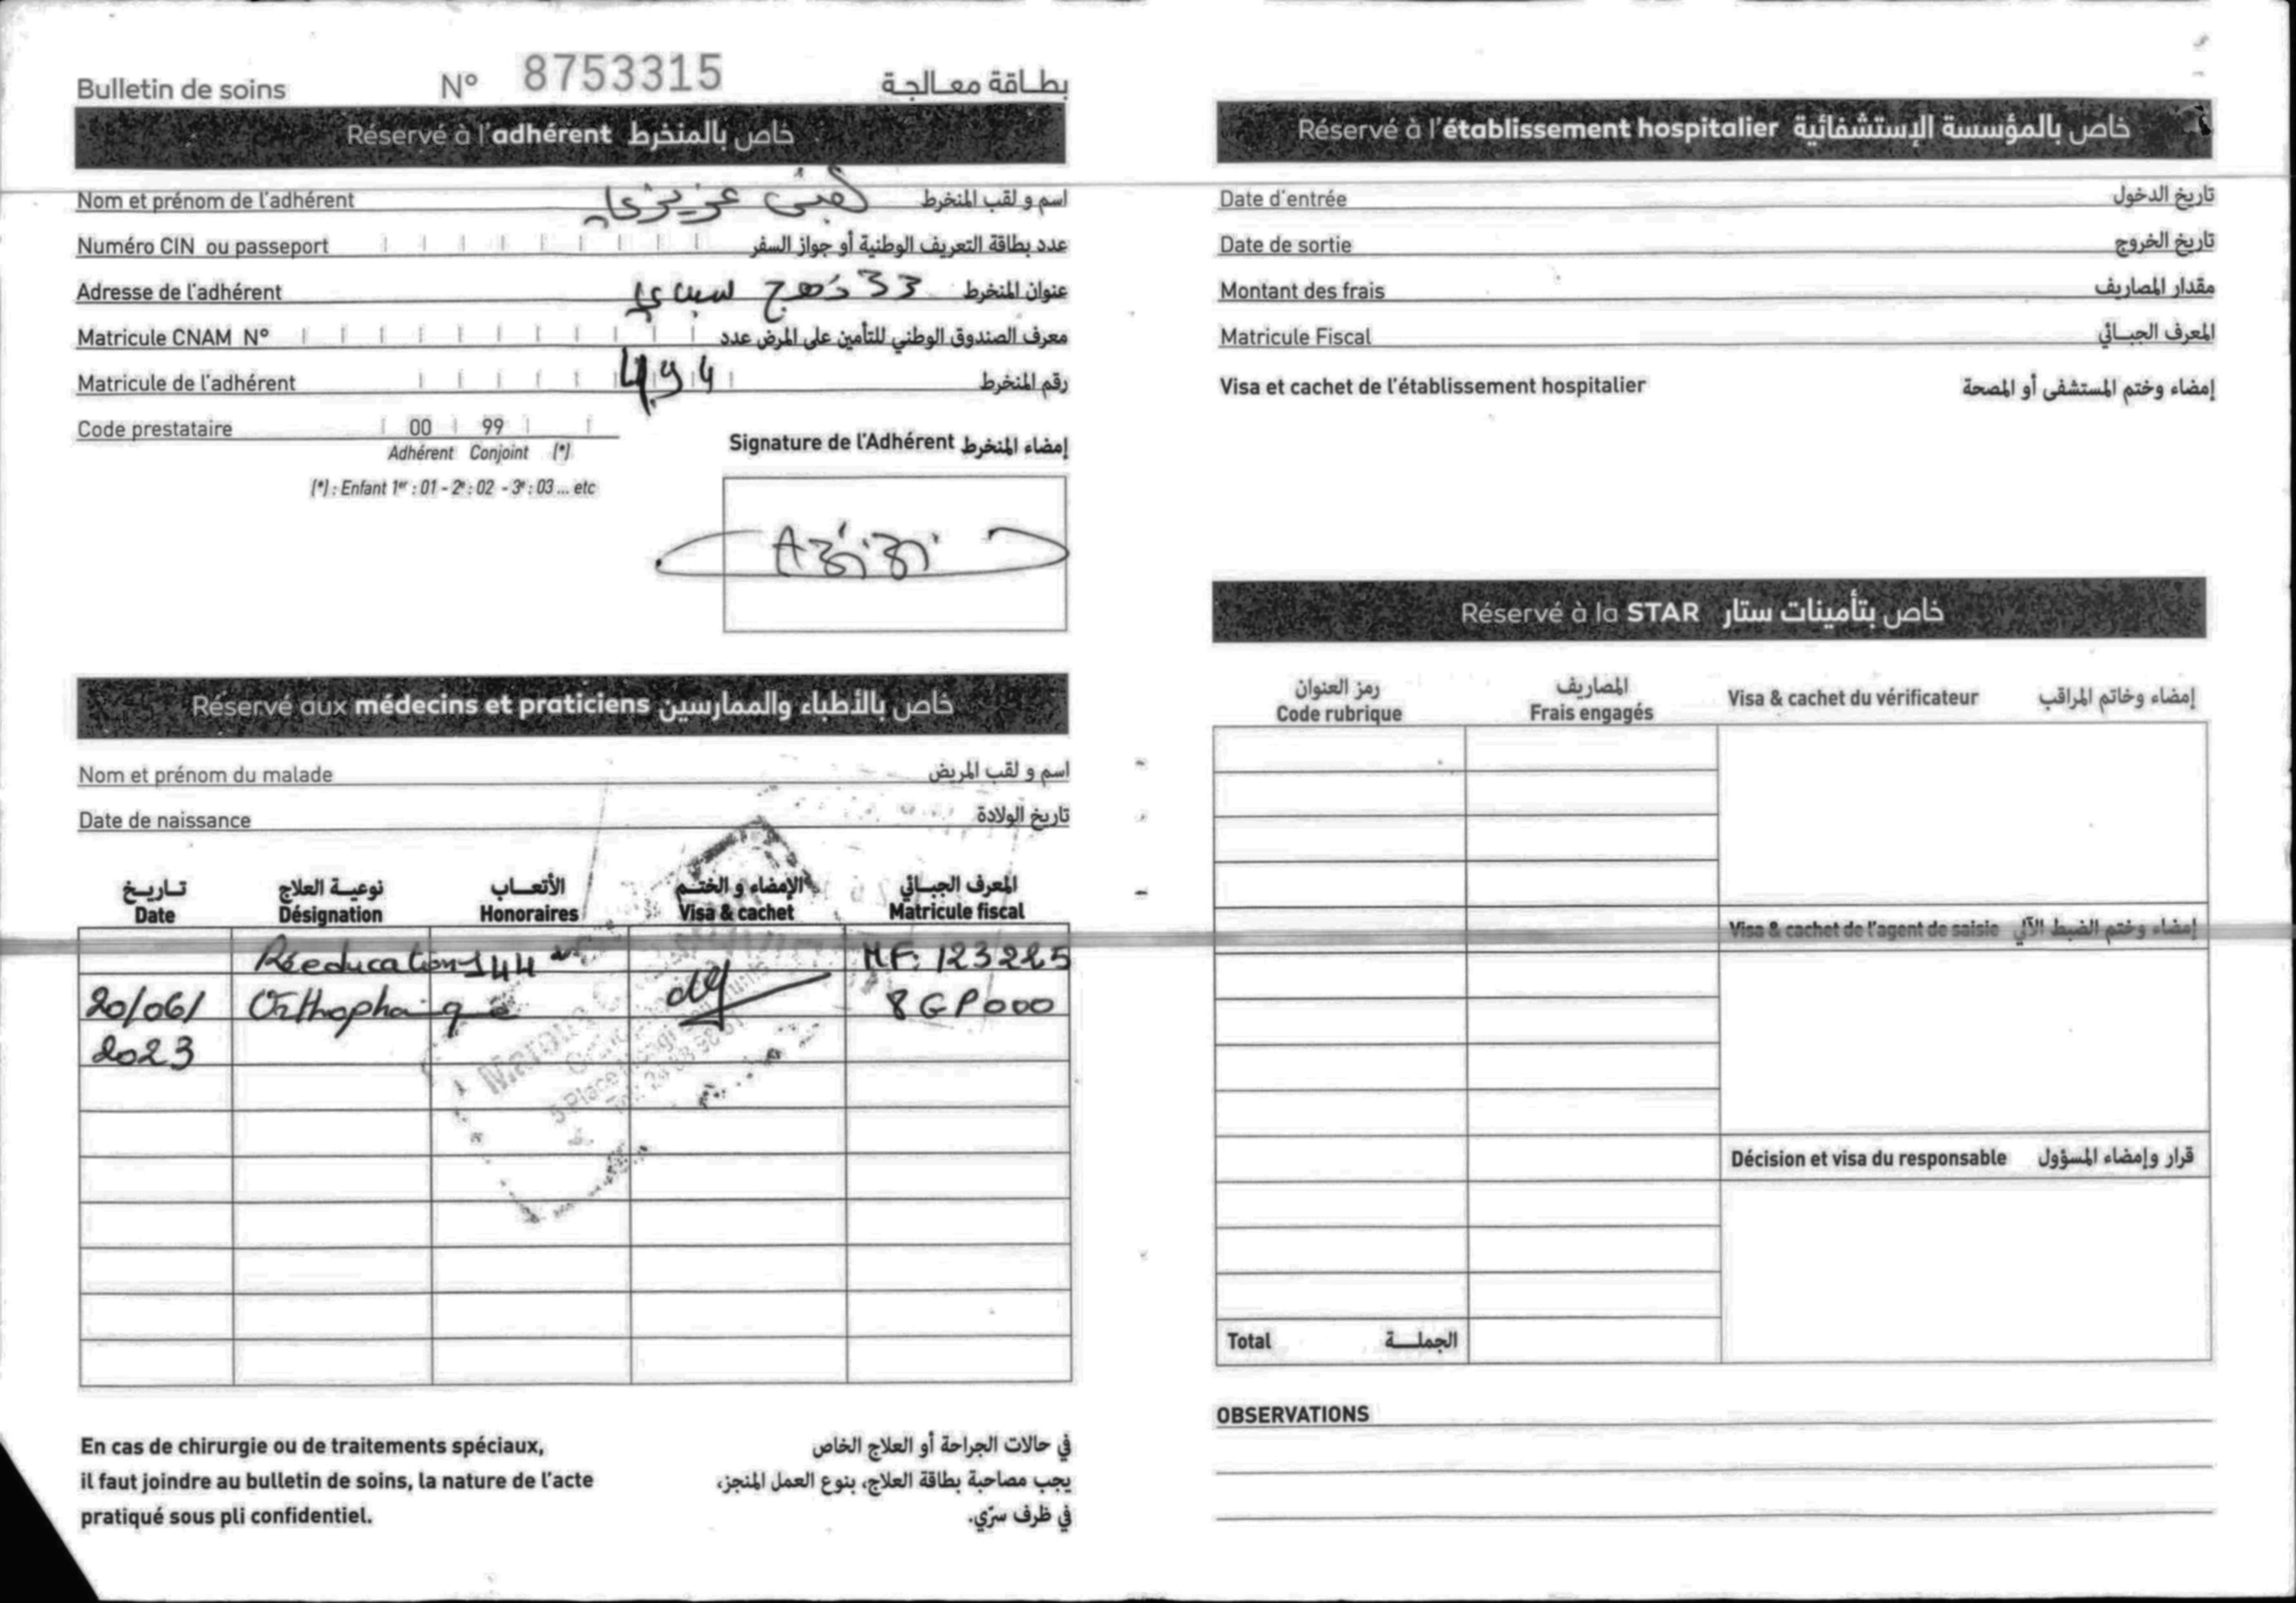 Bulletin de soins N° 8753315 بطاقة معالجة
Réservé à l'adhérent خاص بالمنخرط
Nom et prénom de l'adhérent عزيزي اسم و لقب المنخرط
Numéro CIN ou passeport عدد بطاقة التعريف الوطنية أو جواز السفر
Adresse de l'adhérent 33 نهج عنوان المنخرط
Matricule CNAM N° معرف الصندوق الوطني للتأمين على المرض عدد
Matricule de l'adhérent 494 رقم المنخرط
Code prestataire 00 99
Adhérent Conjoint (*)
(*) : Enfant 1er : 01 - 2e : 02 - 3e : 03 ... etc
Signature de l'Adhérent إمضاء المنخرط
Azizi
Réservé aux médecins et praticiens خاص بالأطباء والممارسين
Nom et prénom du malade اسم و لقب المريض
Date de naissance تاريخ الولادة
تاريخ نوعية العلاج الأتعاب الإمضاء و الختم المعرف الجبائي
Date Désignation Honoraires Visa & cachet Matricule fiscal
Réeducation 144 MF: 123225
20/06/ 8GP000
2023
5 Place
En cas de chirurgie ou de traitements spéciaux,
il faut joindre au bulletin de soins, la nature de l'acte
pratiqué sous pli confidentiel.
في حالات الجراحة أو العلاج الخاص
يجب مصاحبة بطاقة العلاج، بنوع العمل المنجز،
في ظرف سرّي.
Réservé à l'établissement hospitalier خاص بالمؤسسة الإستشفائية
Date d'entrée تاريخ الدخول
Date de sortie تاريخ الخروج
Montant des frais مقدار المصاريف
Matricule Fiscal المعرف الجبائي
Visa et cachet de l'établissement hospitalier إمضاء وختم المستشفى أو المصحة
Réservé à la STAR خاص بتأمينات ستار
رمز العنوان المصاريف
Code rubrique Frais engagés Visa & cachet du vérificateur إمضاء وخاتم المراقب
Visa & cachet de l'agent de saisie إمضاء وختم الضبط الآلي
Décision et visa du responsable قرار وإمضاء المسؤول
Total الجملة
OBSERVATIONS